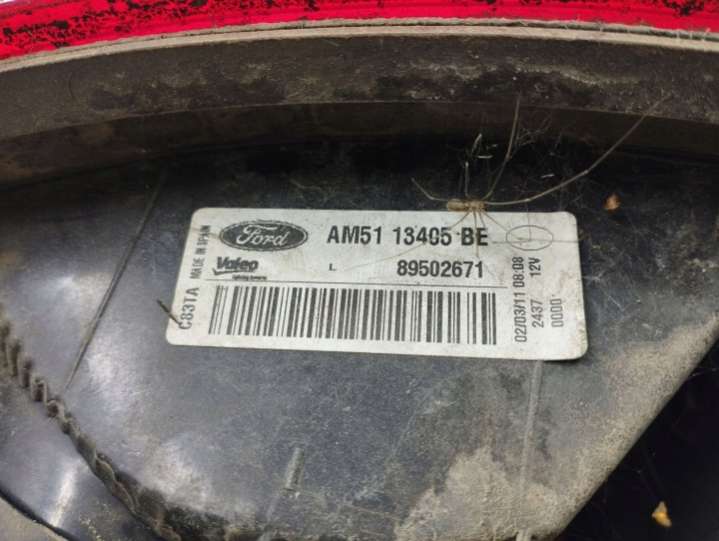 Ford
AM51 13405 BE
MADE IN SPAIN
Valeo
L
89502671
C83TA
02/03/11 08:08
2437 12V
0000